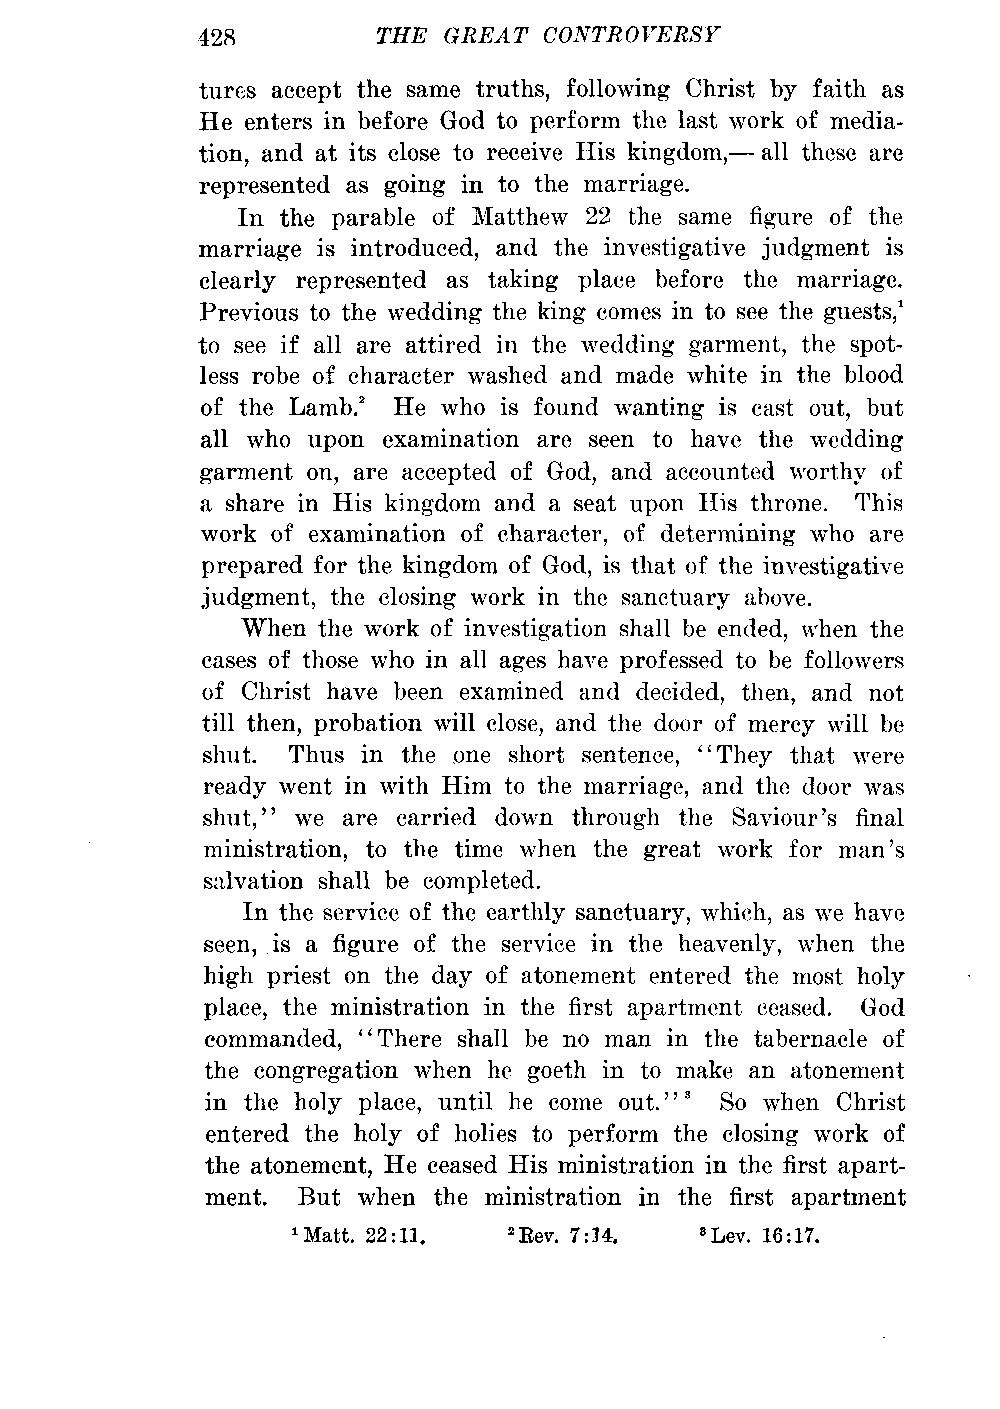 428 THE GREAT CONTROVERSY
tures accept the same truths, following Christ by faith as
He enters in before God to perform the last work of media-
tion, and at its close to receive His kingdom,— all these are
represented as going in to the marriage.
In the parable of Matthew 22 the same figure of the
marriage is introduced, and the investigative judgment is
clearly represented as taking place before the marriage.
Previous to the wedding the king comes in to see the guests,¹
to see if all are attired in the wedding garment, the spot-
less robe of character washed and made white in the blood
of the Lamb.² He who is found wanting is cast out, but
all who upon examination are seen to have the wedding
garment on, are accepted of God, and accounted worthy of
a share in His kingdom and a seat upon His throne. This
work of examination of character, of determining who are
prepared for the kingdom of God, is that of the investigative
judgment, the closing work in the sanctuary above.
When the work of investigation shall be ended, when the
cases of those who in all ages have professed to be followers
of Christ have been examined and decided, then, and not
till then, probation will close, and the door of mercy will be
shut. Thus in the one short sentence, "They that were
ready went in with Him to the marriage, and the door was
shut," we are carried down through the Saviour's final
ministration, to the time when the great work for man's
salvation shall be completed.
In the service of the earthly sanctuary, which, as we have
seen, is a figure of the service in the heavenly, when the
high priest on the day of atonement entered the most holy
place, the ministration in the first apartment ceased. God
commanded, "There shall be no man in the tabernacle of
the congregation when he goeth in to make an atonement
in the holy place, until he come out."³ So when Christ
entered the holy of holies to perform the closing work of
the atonement, He ceased His ministration in the first apart-
ment. But when the ministration in the first apartment
¹Matt. 22:11. ²Rev. 7:14. ³Lev. 16:17.